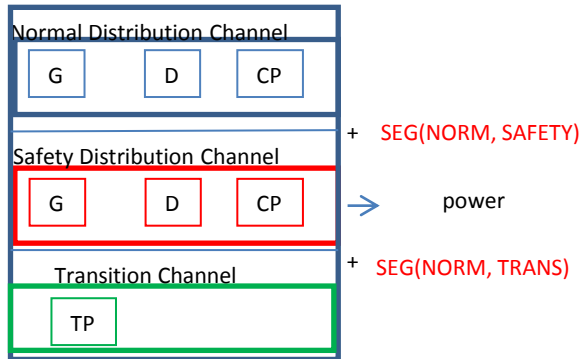 Normal Distribution Channel
G D CP
+ SEG(NORM, SAFETY)
Safety Distribution Channel
G D CP power
+ SEG(NORM, TRANS)
Transition Channel
TP